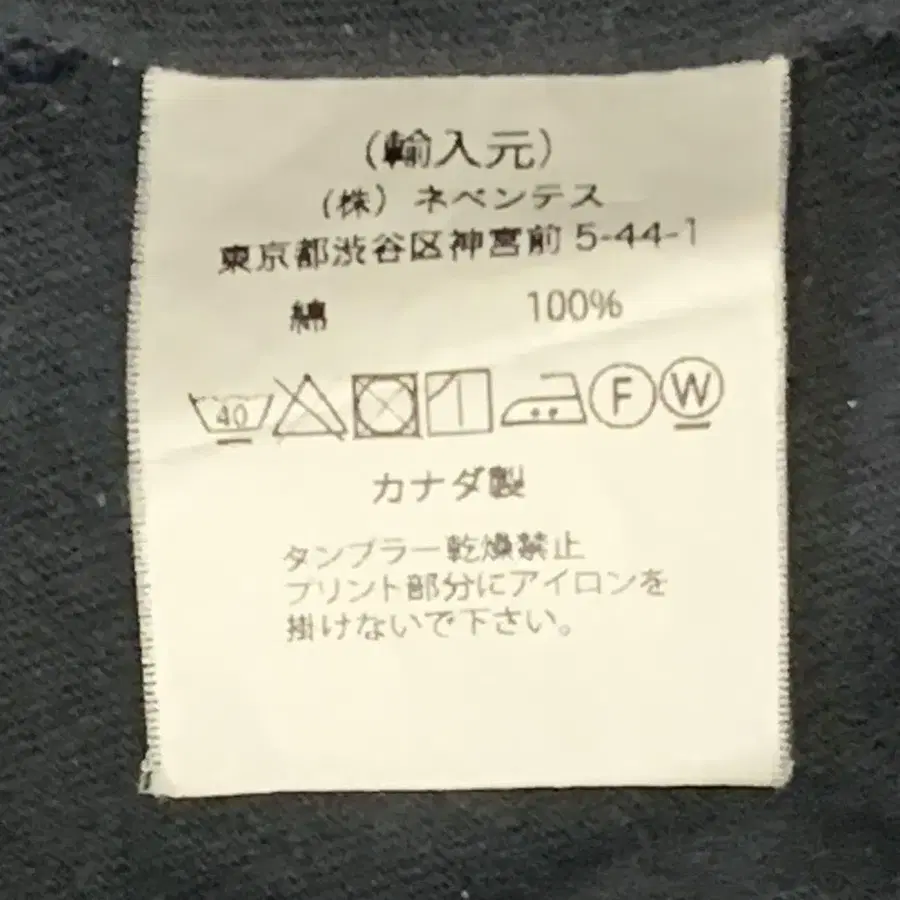 (輸入元)
(株) ネペンテス
東京都渋谷区神宮前 5-44-1
綿 100%
40 F W
カナダ製
タンブラー乾燥禁止
プリント部分にアイロンを
掛けないで下さい。